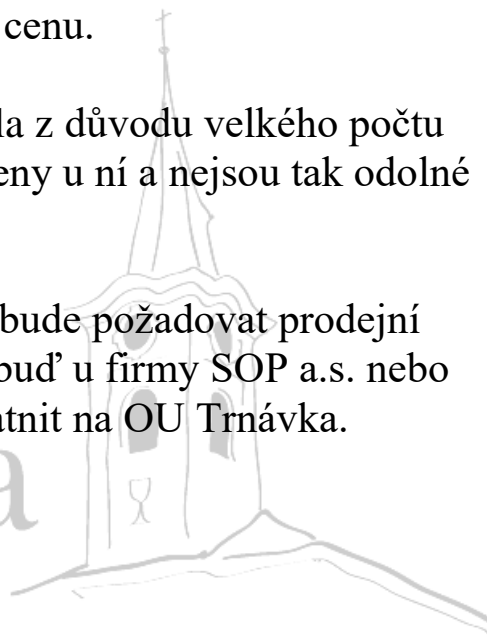 cenu.
la z důvodu velkého počtu
eny u ní a nejsou tak odolné
bude požadovat prodejní
buď u firmy SOP a.s. nebo
atnit na OU Trnávka.
a